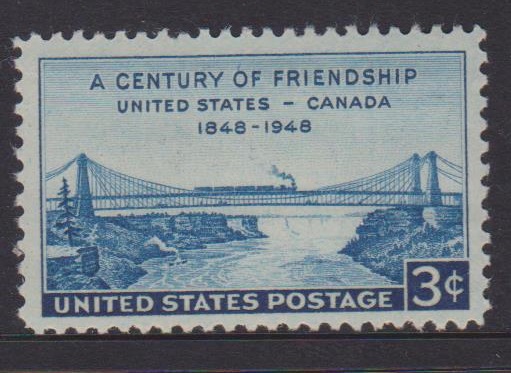 A CENTURY OF FRIENDSHIP
UNITED STATES – CANADA
1848-1948
UNITED STATES POSTAGE 3¢